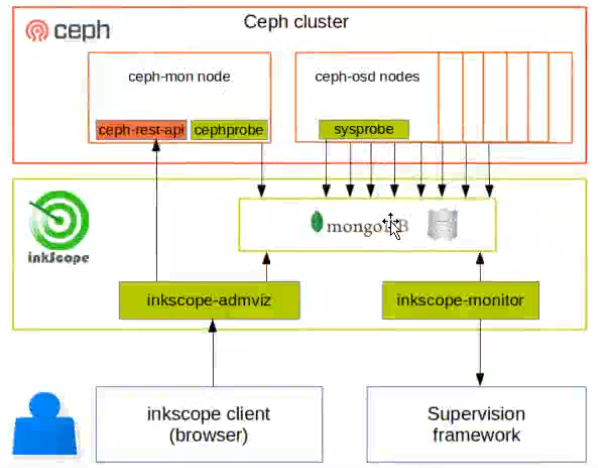 ceph
Ceph cluster
ceph-mon node
ceph-osd nodes
ceph-rest-api
cephprobe
sysprobe
inkScope
mongoDB
inkscope-admviz
inkscope-monitor
inkscope client
(browser)
Supervision
framework